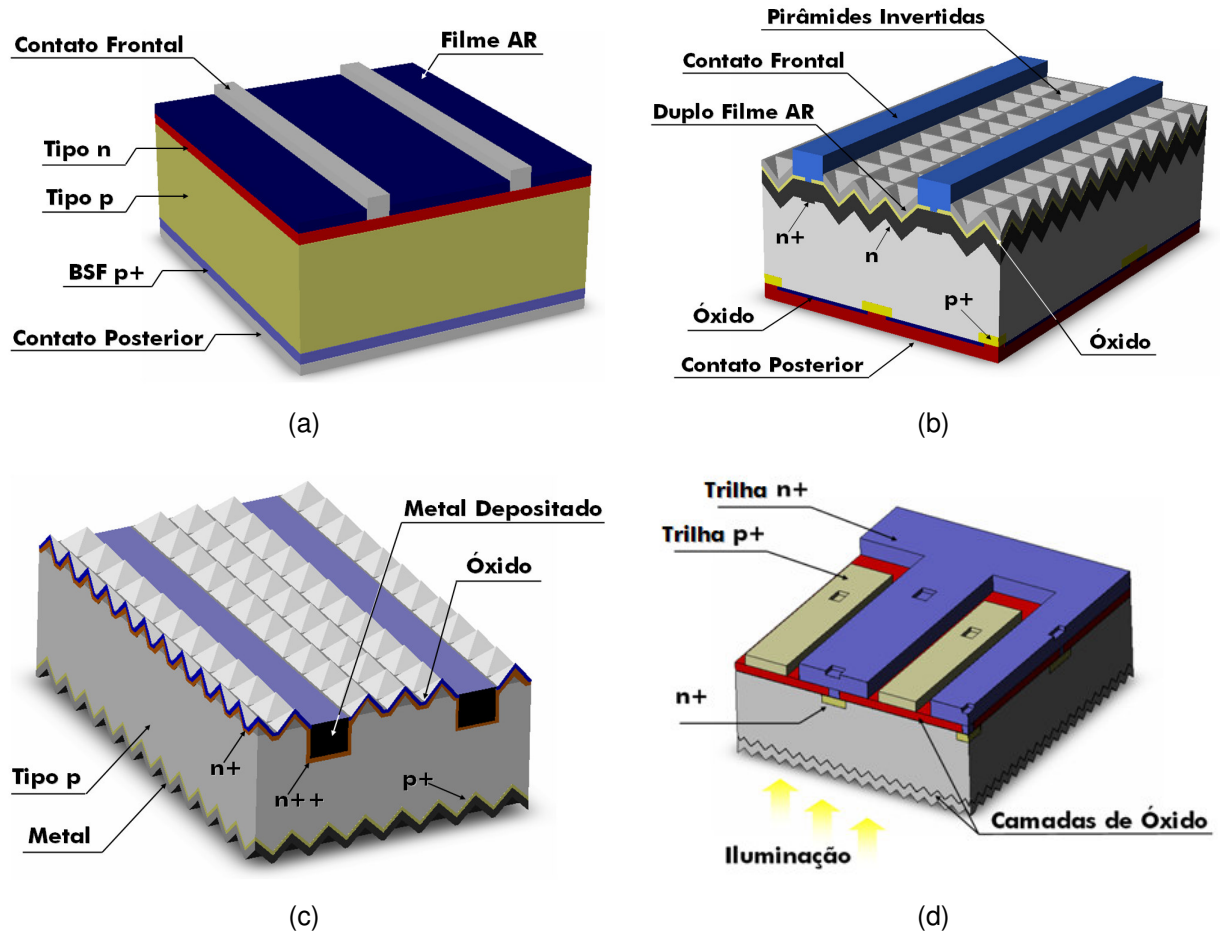 Contato Frontal
Filme AR
Tipo n
Tipo p
BSF p+
Contato Posterior
(a)
Pirâmides Invertidas
Contato Frontal
Duplo Filme AR
n+
n
p+
Óxido
Óxido
Contato Posterior
(b)
Metal Depositado
Óxido
n+
Tipo p
n++
p+
Metal
(c)
Trilha n+
Trilha p+
n+
Camadas de Óxido
Iluminação
(d)